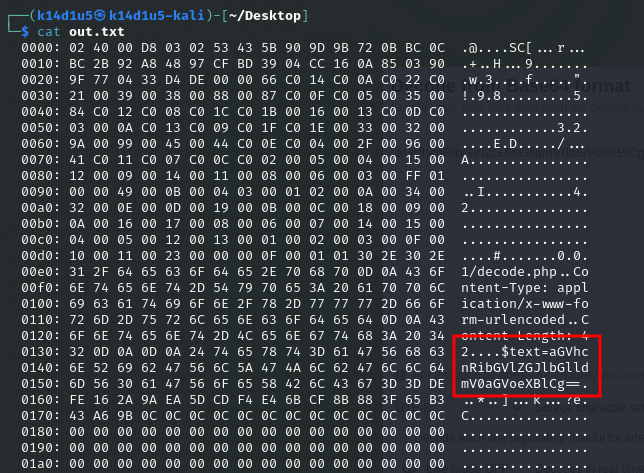 ┌──(k14d1u5㉿k14d1u5-kali)-[~/Desktop]
└─$ cat out.txt
0000: 02 40 00 D8 03 02 53 43 5B 90 9D 9B 72 0B BC 0C .@....SC[...r...
0010: BC 2B 92 A8 48 97 CF BD 39 04 CC 16 0A 85 03 90 .+..H...9.......
0020: 9F 77 04 33 D4 DE 00 00 66 C0 14 C0 0A C0 22 C0 .w.3....f.....".
0030: 21 00 39 00 38 00 88 00 87 C0 0F C0 05 00 35 00 !.9.8.........5.
0040: 84 C0 12 C0 08 C0 1C C0 1B 00 16 00 13 C0 0D C0 ................
0050: 03 00 0A C0 13 C0 09 C0 1F C0 1E 00 33 00 32 00 ............3.2.
0060: 9A 00 99 00 45 00 44 C0 0E C0 04 00 2F 00 96 00 ....E.D...../...
0070: 41 C0 11 C0 07 C0 0C C0 02 00 05 00 04 00 15 00 A...............
0080: 12 00 09 00 14 00 11 00 08 00 06 00 03 00 FF 01 ................
0090: 00 00 49 00 0B 00 04 03 00 01 02 00 0A 00 34 00 ..I...........4.
00a0: 32 00 0E 00 0D 00 19 00 0B 00 0C 00 18 00 09 00 2...............
00b0: 0A 00 16 00 17 00 08 00 06 00 07 00 14 00 15 00 ................
00c0: 04 00 05 00 12 00 13 00 01 00 02 00 03 00 0F 00 ................
00d0: 10 00 11 00 23 00 00 00 0F 00 01 01 30 2E 30 2E ....#.......0.0.
00e0: 31 2F 64 65 63 6F 64 65 2E 70 68 70 0D 0A 43 6F 1/decode.php..Co
00f0: 6E 74 65 6E 74 2D 54 79 70 65 3A 20 61 70 70 6C ntent-Type: appl
0100: 69 63 61 74 69 6F 6E 2F 78 2D 77 77 77 2D 66 6F ication/x-www-fo
0110: 72 6D 2D 75 72 6C 65 6E 63 6F 64 65 64 0D 0A 43 rm-urlencoded..C
0120: 6F 6E 74 65 6E 74 2D 4C 65 6E 67 74 68 3A 20 34 ontent-Length: 4
0130: 32 0D 0A 0D 0A 24 74 65 78 74 3D 61 47 56 68 63 2....$text=aGVhc
0140: 6E 52 69 62 47 56 6C 5A 47 4A 6C 62 47 6C 6C 64 nRibGVlZGJlbGlld
0150: 6D 56 30 61 47 56 6F 65 58 42 6C 43 67 3D 3D DE mV0aGVoeXBlCg==.
0160: FE 16 2A 9A EA 5D CD F4 E4 6B CF 8B 88 3F 65 B3 ..*..]...k...?e.
0170: 43 A6 9B 0C 0C 0C 0C 0C 0C 0C 0C 0C 0C 0C 0C 0C C...............
0180: 00 00 00 00 00 00 00 00 00 00 00 00 00 00 00 00 ................
0190: 00 00 00 00 00 00 00 00 00 00 00 00 00 00 00 00 ................
01a0: 00 00 00 00 00 00 00 00 00 00 00 00 00 00 00 00 ................